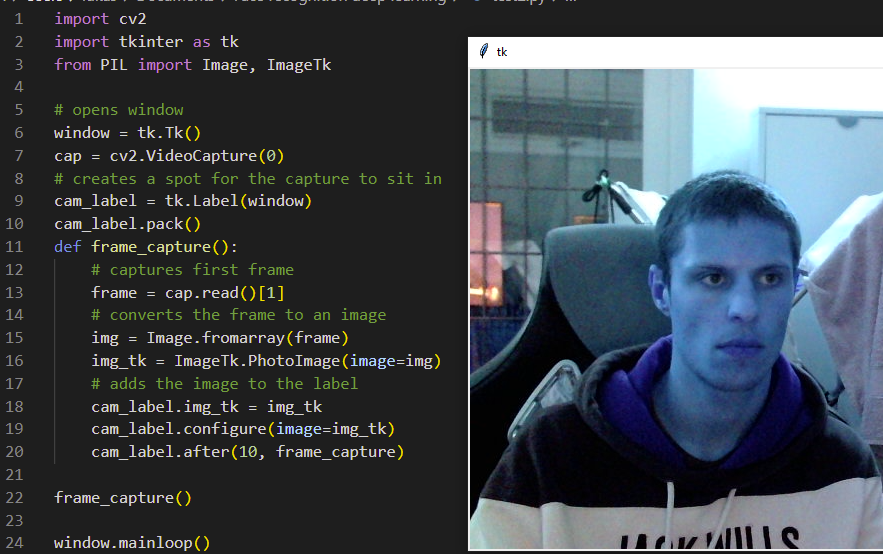 1 import cv2
2 import tkinter as tk
3 from PIL import Image, ImageTk
4
5 # opens window
6 window = tk.Tk()
7 cap = cv2.VideoCapture(0)
8 # creates a spot for the capture to sit in
9 cam_label = tk.Label(window)
10 cam_label.pack()
11 def frame_capture():
12     # captures first frame
13     frame = cap.read()[1]
14     # converts the frame to an image
15     img = Image.fromarray(frame)
16     img_tk = ImageTk.PhotoImage(image=img)
17     # adds the image to the label
18     cam_label.img_tk = img_tk
19     cam_label.configure(image=img_tk)
20     cam_label.after(10, frame_capture)
21
22 frame_capture()
23
24 window.mainloop()
tk
JACK WILLS